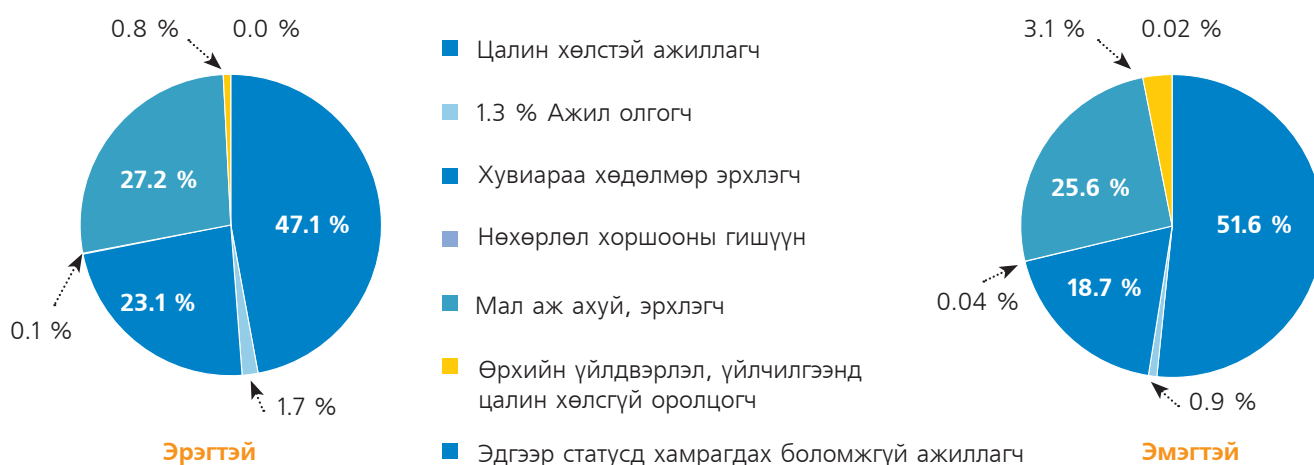 0.8 %
0.0 %
27.2 %
47.1 %
23.1 %
0.1 %
1.7 %
Эрэгтэй
Цалин хөлстэй ажиллагч
1.3 % Ажил олгогч
Хувиараа хөдөлмөр эрхлэгч
Нөхөрлөл хоршооны гишүүн
Мал аж ахуй, эрхлэгч
Өрхийн үйлдвэрлэл, үйлчилгээнд
цалин хөлсгүй оролцогч
Эдгээр статусд хамрагдах боломжгүй ажиллагч
3.1 %
0.02 %
25.6 %
51.6 %
18.7 %
0.04 %
0.9 %
Эмэгтэй